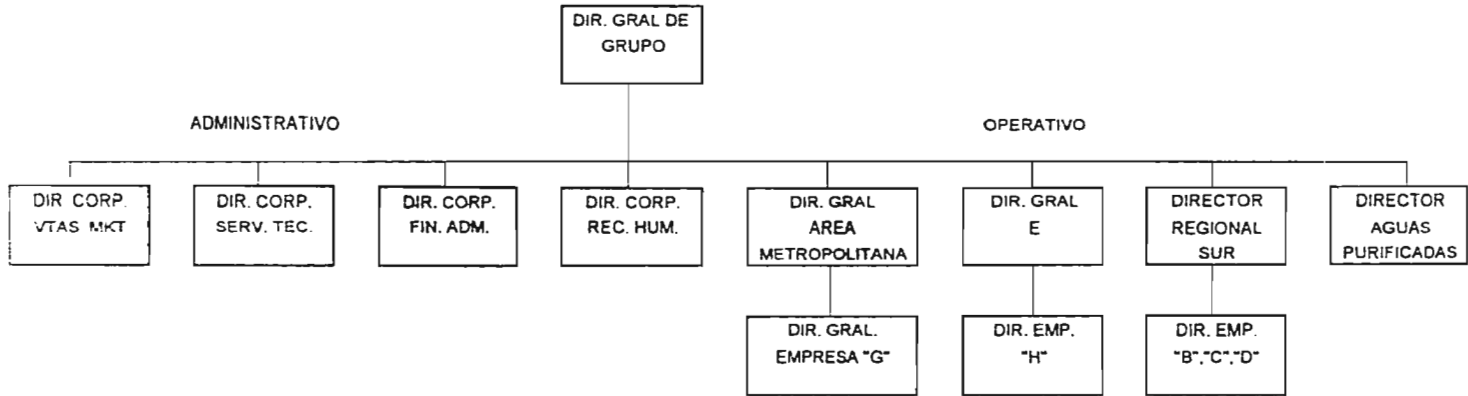 DIR. GRAL DE
GRUPO
ADMINISTRATIVO
OPERATIVO
DIR CORP.
VTAS MKT
DIR. CORP.
SERV. TEC.
DIR. CORP.
FIN. ADM.
DIR. CORP.
REC. HUM.
DIR. GRAL
AREA
METROPOLITANA
DIR. GRAL
E
DIRECTOR
REGIONAL
SUR
DIRECTOR
AGUAS
PURIFICADAS
DIR. GRAL.
EMPRESA "G"
DIR. EMP.
"H"
DIR. EMP.
"B","C","D"